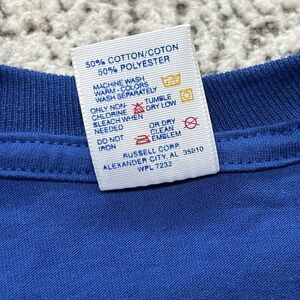 50% COTTON/COTON
50% POLYESTER
MACHINE WASH
WARM - COLORS
WASH SEPARATELY
ONLY NON- TUMBLE
CHLORINE DRY LOW
BLEACH WHEN
NEEDED OR DRY
DO NOT CLEAN
IRON EMBLEM
RUSSELL CORP.
ALEXANDER CITY, AL 35010
WPL 7232